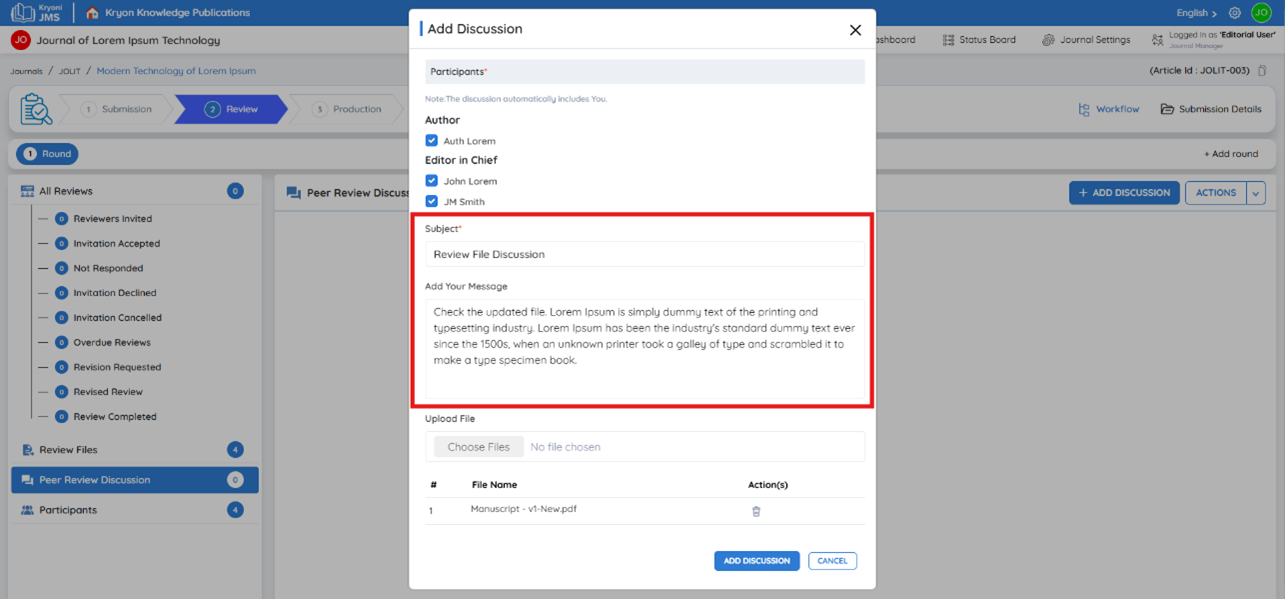 Kryoni JMS
Kryon Knowledge Publications
English
JO
JO
Journal of Lorem Ipsum Technology
ashboard
Status Board
Journal Settings
Logged In as 'Editorial User'
Journal Manager
Journals / JOLIT / Modern Technology of Lorem Ipsum
(Article Id : JOLIT-003)
1 Submission
2 Review
3 Production
Workflow
Submission Details
1 Round
+ Add round
All Reviews 0
0 Reviewers Invited
0 Invitation Accepted
0 Not Responded
0 Invitation Declined
0 Invitation Cancelled
0 Overdue Reviews
0 Revision Requested
0 Revised Review
0 Review Completed
Review Files 4
Peer Review Discussion 0
Participants 4
Peer Review Discuss
+ ADD DISCUSSION
ACTIONS
Add Discussion
Participants*
Note:The discussion automatically includes You.
Author
Auth Lorem
Editor in Chief
John Lorem
JM Smith
Subject*
Review File Discussion
Add Your Message
Check the updated file. Lorem Ipsum is simply dummy text of the printing and
typesetting industry. Lorem Ipsum has been the industry's standard dummy text ever
since the 1500s, when an unknown printer took a galley of type and scrambled it to
make a type specimen book.
Upload File
Choose Files No file chosen
# File Name Action(s)
1 Manuscript - v1-New.pdf
ADD DISCUSSION
CANCEL